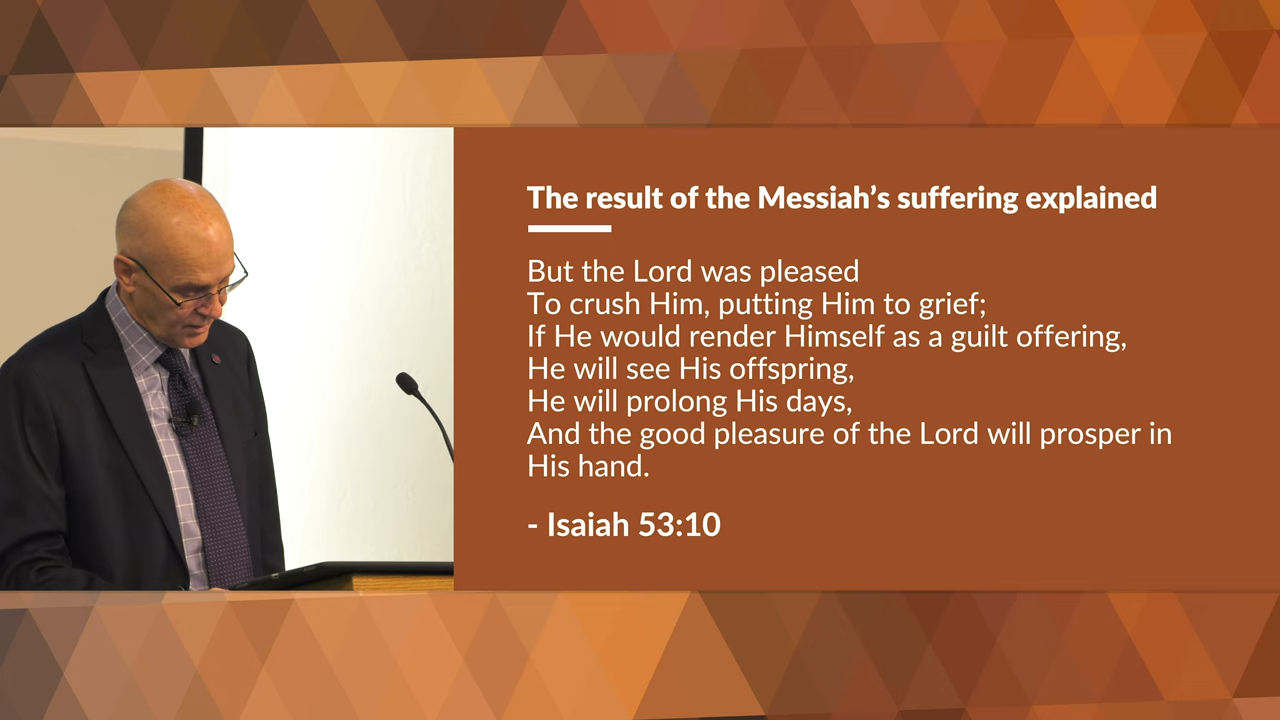 The result of the Messiah’s suffering explained
But the Lord was pleased
To crush Him, putting Him to grief;
If He would render Himself as a guilt offering,
He will see His offspring,
He will prolong His days,
And the good pleasure of the Lord will prosper in
His hand.
- Isaiah 53:10